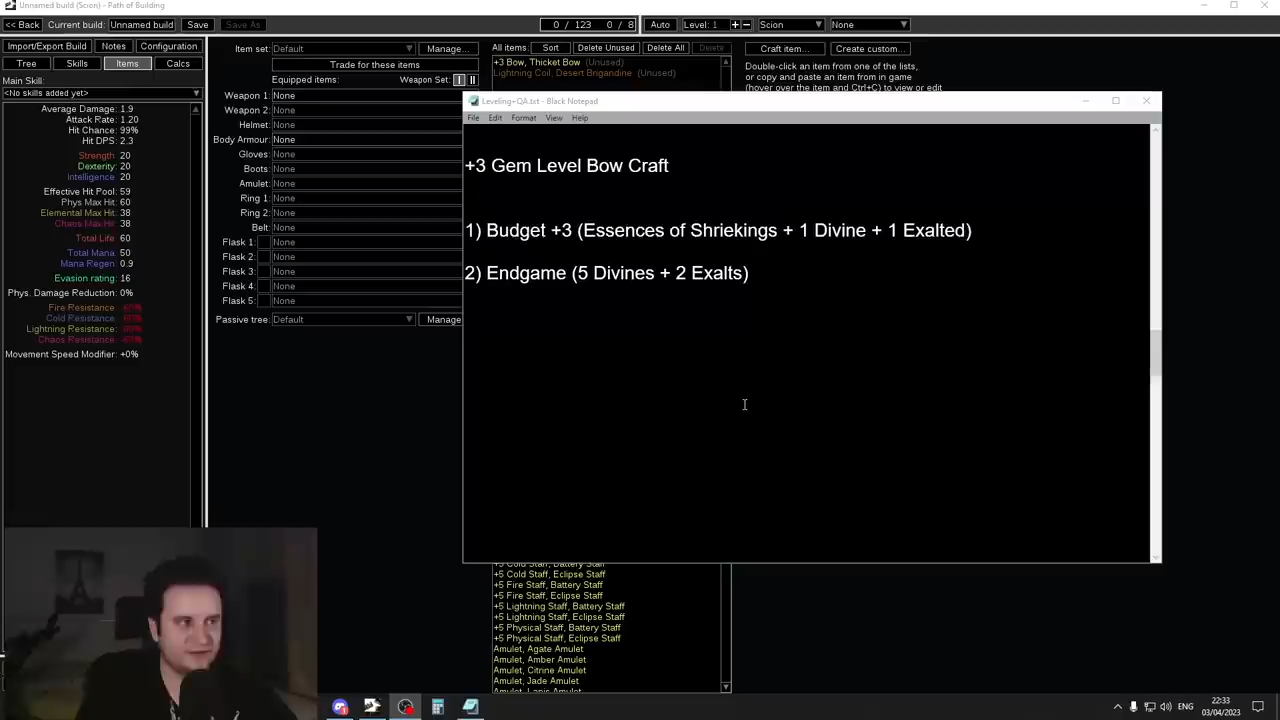 Unnamed build (Scion) - Path of Building
<< Back
Current build: Unnamed build
Save
Save As
0 / 123 0 / 8
Auto
Level: 1
+
Scion
None
Import/Export Build
Notes
Configuration
Tree
Skills
Items
Calcs
Main Skill:
<No skills added yet>
Average Damage: 1.9
Attack Rate: 1.20
Hit Chance: 99%
Hit DPS: 2.3
Strength: 20
Dexterity: 20
Intelligence: 20
Effective Hit Pool: 59
Phys Max Hit: 60
Elemental Max Hit: 38
Chaos Max Hit: 38
Total Life: 60
Total Mana: 50
Mana Regen: 0.9
Evasion rating: 16
Phys. Damage Reduction: 0%
Fire Resistance:
Cold Resistance:
Lightning Resistance:
Chaos Resistance:
Movement Speed Modifier: +0%
Item set: Default
Manage...
Trade for these items
Equipped items:
Weapon Set: I II
Weapon 1: None
Weapon 2: None
Helmet: None
Body Armour: None
Gloves: None
Boots: None
Amulet: None
Ring 1: None
Ring 2: None
Belt: None
Flask 1: None
Flask 2: None
Flask 3: None
Flask 4: None
Flask 5: None
Passive tree: Default
Manage
All items:
Sort
Delete Unused
Delete All
Delete
+3 Bow, Thicket Bow (Unused)
Lightning Coil, Desert Brigandine (Unused)
Craft item...
Create custom...
Double-click an item from one of the lists,
or copy and paste an item from in game
(hover over the item and Ctrl+C) to view or edit
Leveling+QA.txt - Black Notepad
File Edit Format View Help
+3 Gem Level Bow Craft
1) Budget +3 (Essences of Shriekings + 1 Divine + 1 Exalted)
2) Endgame (5 Divines + 2 Exalts)
+5 Cold Staff, Battery Staff
+5 Cold Staff, Eclipse Staff
+5 Fire Staff, Battery Staff
+5 Fire Staff, Eclipse Staff
+5 Lightning Staff, Battery Staff
+5 Lightning Staff, Eclipse Staff
+5 Physical Staff, Battery Staff
+5 Physical Staff, Eclipse Staff
Amulet, Agate Amulet
Amulet, Amber Amulet
Amulet, Citrine Amulet
Amulet, Jade Amulet
Amulet, Lapis Amulet
ENG
22:33
03/04/2023